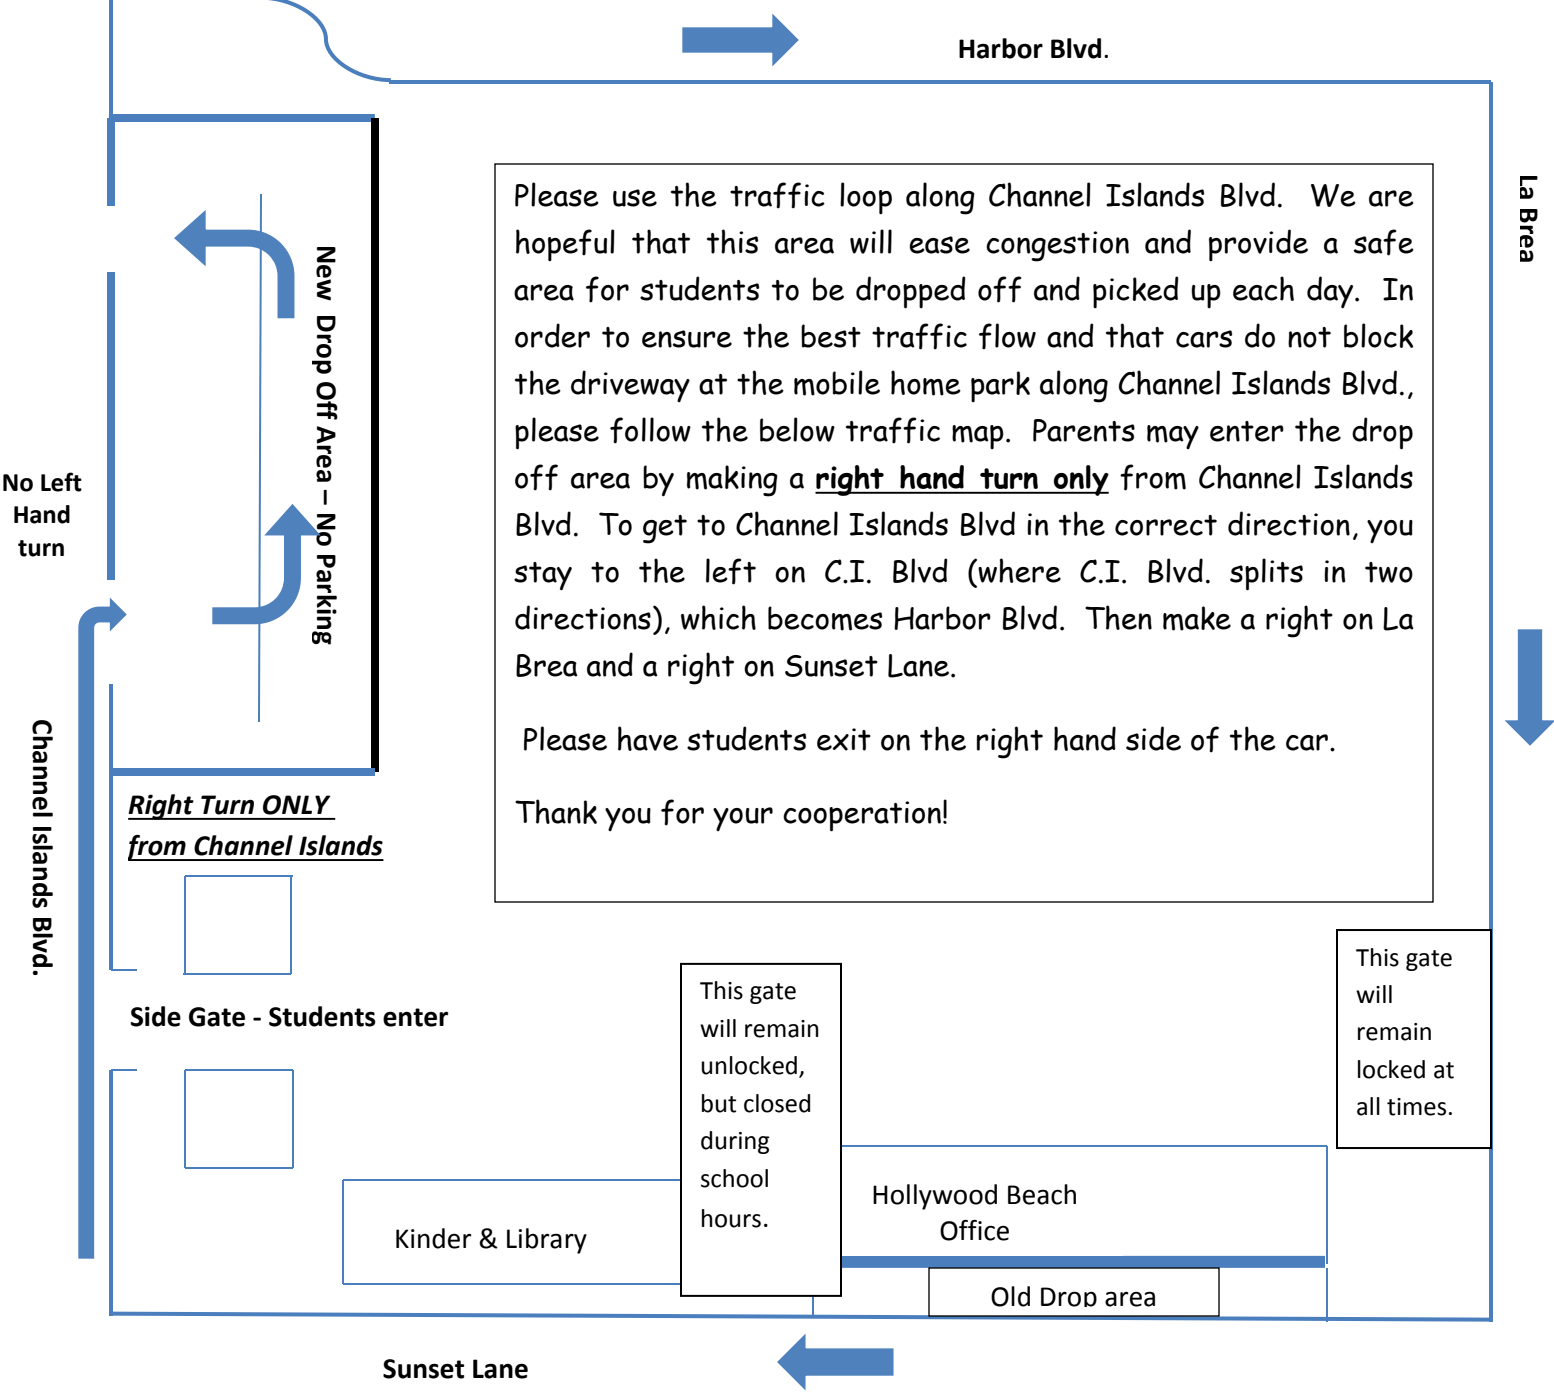 Harbor Blvd.
La Brea
Please use the traffic loop along Channel Islands Blvd. We are
hopeful that this area will ease congestion and provide a safe
area for students to be dropped off and picked up each day. In
order to ensure the best traffic flow and that cars do not block
the driveway at the mobile home park along Channel Islands Blvd.,
please follow the below traffic map. Parents may enter the drop
off area by making a right hand turn only from Channel Islands
Blvd. To get to Channel Islands Blvd in the correct direction, you
stay to the left on C.I. Blvd (where C.I. Blvd. splits in two
directions), which becomes Harbor Blvd. Then make a right on La
Brea and a right on Sunset Lane.
Please have students exit on the right hand side of the car.
Thank you for your cooperation!
New Drop Off Area – No Parking
No Left
Hand
turn
Channel Islands Blvd.
Right Turn ONLY
from Channel Islands
Side Gate - Students enter
This gate
will remain
unlocked,
but closed
during
school
hours.
This gate
will
remain
locked at
all times.
Kinder & Library
Hollywood Beach
Office
Old Drop area
Sunset Lane